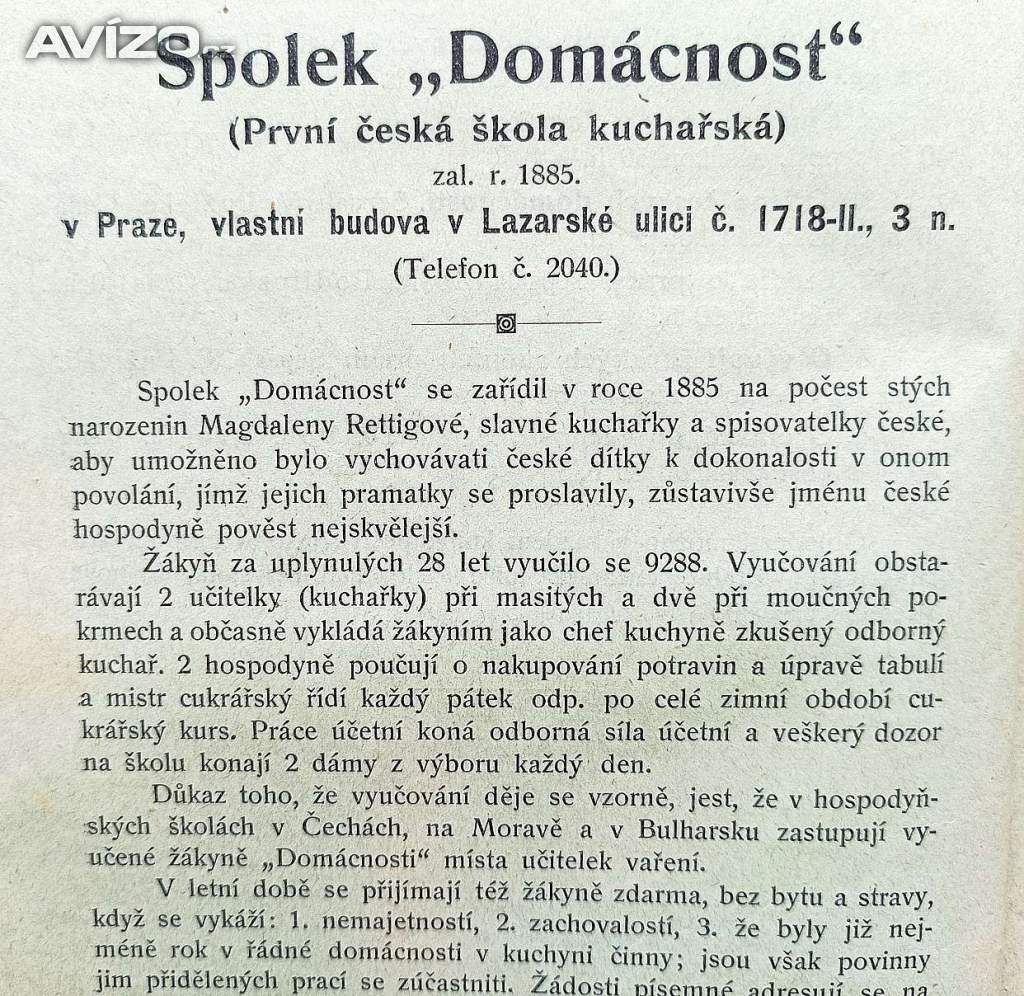 AVÍZO.cz
Spolek „Domácnost“
(První česká škola kuchařská)
zal. r. 1885.
v Praze, vlastní budova v Lazarské ulici č. 1718-II., 3 n.
(Telefon č. 2040.)
Spolek „Domácnost“ se zařídil v roce 1885 na počest stých
narozenin Magdaleny Rettigové, slavné kuchařky a spisovatelky české,
aby umožněno bylo vychovávati české dítky k dokonalosti v onom
povolání, jímž jejich pramatky se proslavily, zůstavivše jménu české
hospodyně pověst nejskvělejší.
Žákyň za uplynulých 28 let vyučilo se 9288. Vyučování obsta-
rávají 2 učitelky (kuchařky) při masitých a dvě při moučných po-
krmech a občasně vykládá žákyním jako chef kuchyně zkušený odborný
kuchař. 2 hospodyně poučují o nakupování potravin a úpravě tabulí
a mistr cukrářský řídí každý pátek odp. po celé zimní období cu-
krářský kurs. Práce účetní koná odborná síla účetní a veškerý dozor
na školu konají 2 dámy z výboru každý den.
Důkaz toho, že vyučování děje se vzorně, jest, že v hospodyň-
ských školách v Čechách, na Moravě a v Bulharsku zastupují vy-
učené žákyně „Domácnosti“ místa učitelek vaření.
V letní době se přijímají též žákyně zdarma, bez bytu a stravy,
když se vykáží: 1. nemajetností, 2. zachovalostí, 3. že byly již nej-
méně rok v řádné domácnosti v kuchyni činny; jsou však povinny
jim přidělených prací se zúčastniti. Žádosti písemné adresují se na